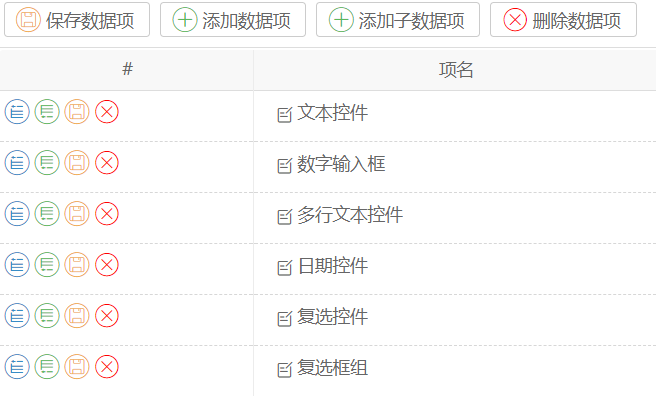 保存数据项 添加数据项 添加子数据项 删除数据项
# 项名
文本控件
数字输入框
多行文本控件
日期控件
复选控件
复选框组